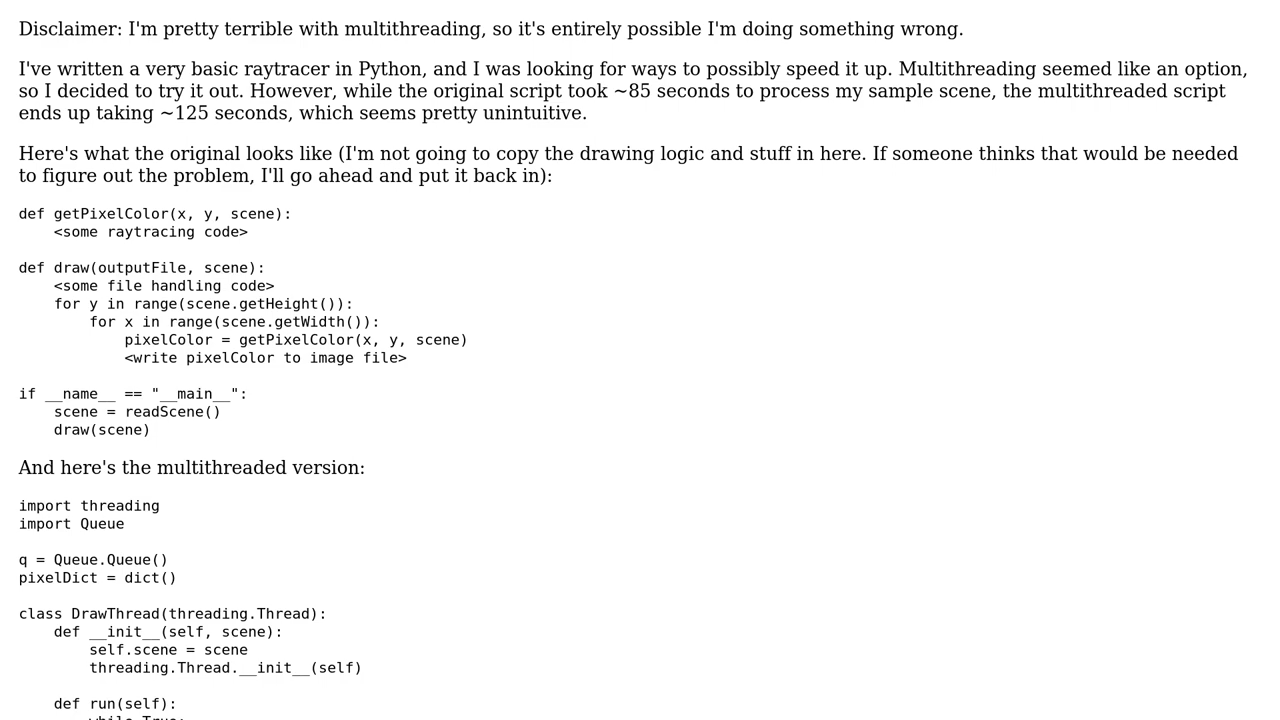 Disclaimer: I'm pretty terrible with multithreading, so it's entirely possible I'm doing something wrong.
I've written a very basic raytracer in Python, and I was looking for ways to possibly speed it up. Multithreading seemed like an option,
so I decided to try it out. However, while the original script took ~85 seconds to process my sample scene, the multithreaded script
ends up taking ~125 seconds, which seems pretty unintuitive.
Here's what the original looks like (I'm not going to copy the drawing logic and stuff in here. If someone thinks that would be needed
to figure out the problem, I'll go ahead and put it back in):
def getPixelColor(x, y, scene):
    <some raytracing code>
def draw(outputFile, scene):
    <some file handling code>
    for y in range(scene.getHeight()):
        for x in range(scene.getWidth()):
            pixelColor = getPixelColor(x, y, scene)
            <write pixelColor to image file>
if __name__ == "__main__":
    scene = readScene()
    draw(scene)
And here's the multithreaded version:
import threading
import Queue
q = Queue.Queue()
pixelDict = dict()
class DrawThread(threading.Thread):
    def __init__(self, scene):
        self.scene = scene
        threading.Thread.__init__(self)
    def run(self):
        while True: